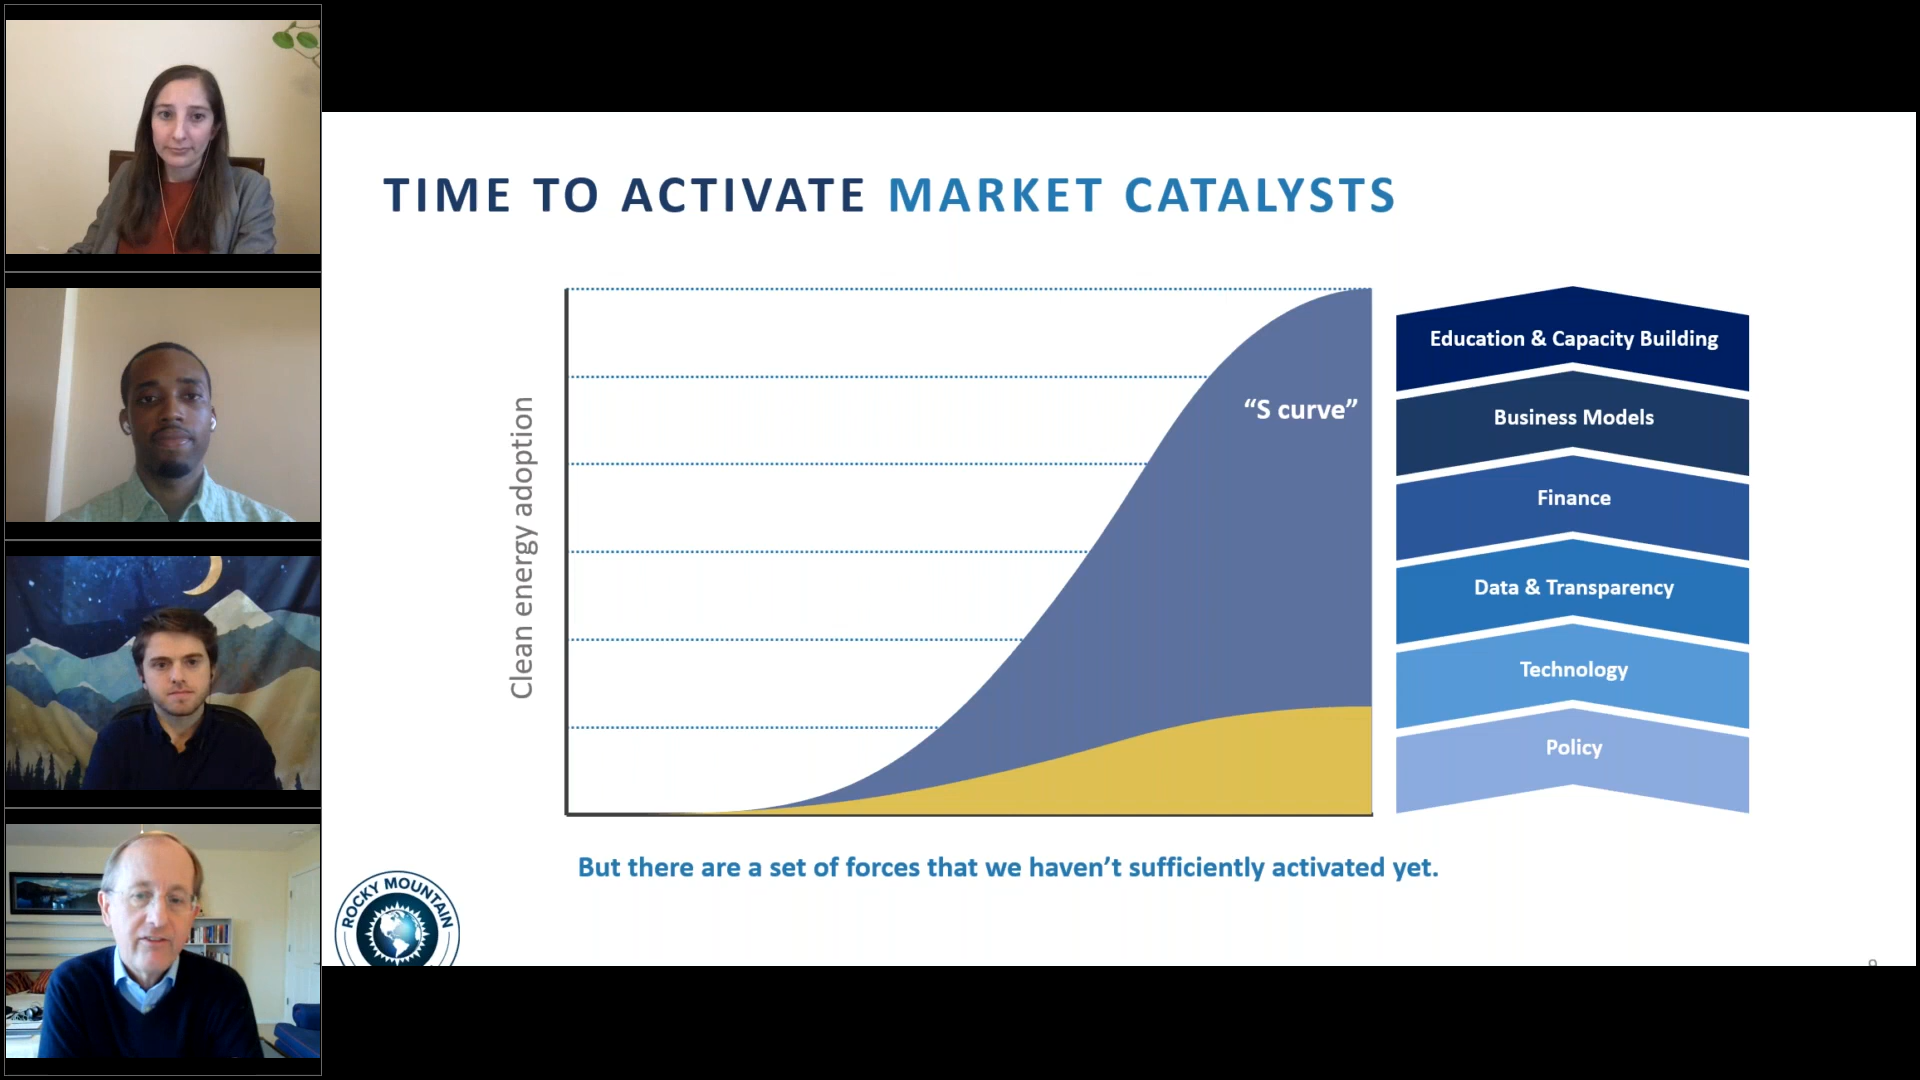 TIME TO ACTIVATE MARKET CATALYSTS
Clean energy adoption
“S curve”
Education & Capacity Building
Business Models
Finance
Data & Transparency
Technology
Policy
But there are a set of forces that we haven’t sufficiently activated yet.
ROCKY MOUNTAIN